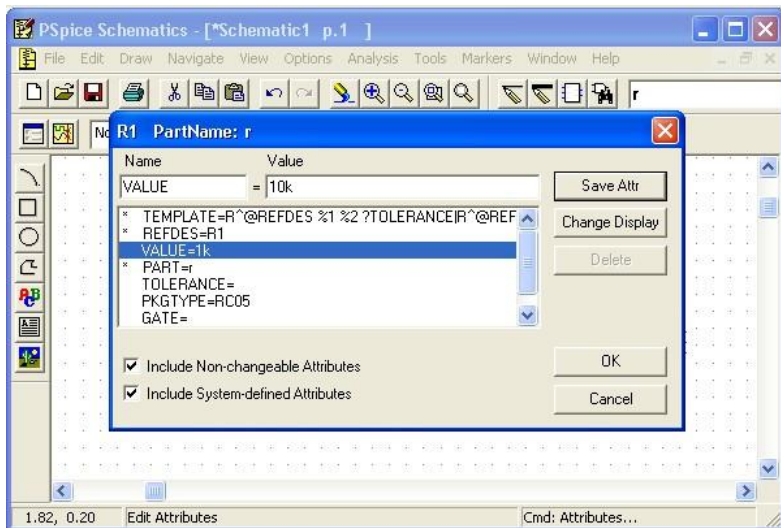 PSpice Schematics - [*Schematic1 p.1 ]
File Edit Draw Navigate View Options Analysis Tools Markers Window Help
r
R1 PartName: r
Name Value
VALUE = 10k
Save Attr
* TEMPLATE=R^@REFDES %1 %2 ?TOLERANCE|R^@REF
* REFDES=R1
VALUE=1k
* PART=r
TOLERANCE=
PKGTYPE=RC05
GATE=
Change Display
Delete
Include Non-changeable Attributes
Include System-defined Attributes
OK
Cancel
1.82, 0.20 Edit Attributes Cmd: Attributes...